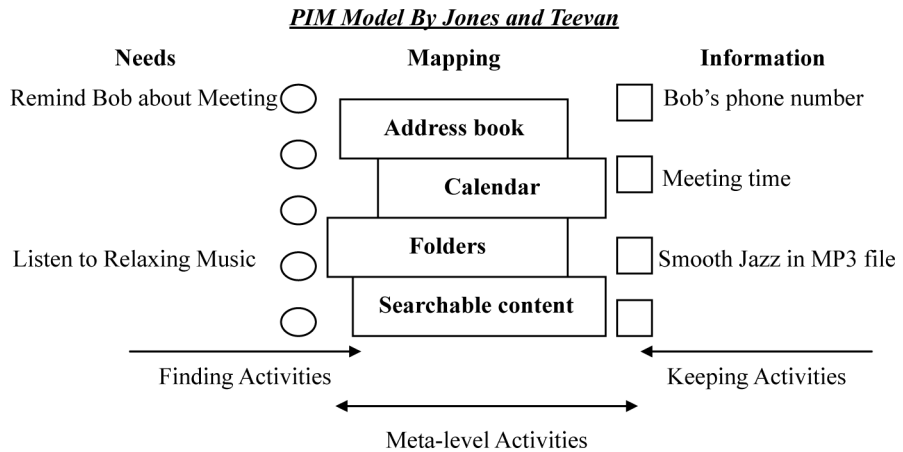 PIM Model By Jones and Teevan
Needs
Mapping
Information
Remind Bob about Meeting
Bob's phone number
Address book
Meeting time
Calendar
Folders
Listen to Relaxing Music
Smooth Jazz in MP3 file
Searchable content
Finding Activities
Keeping Activities
Meta-level Activities